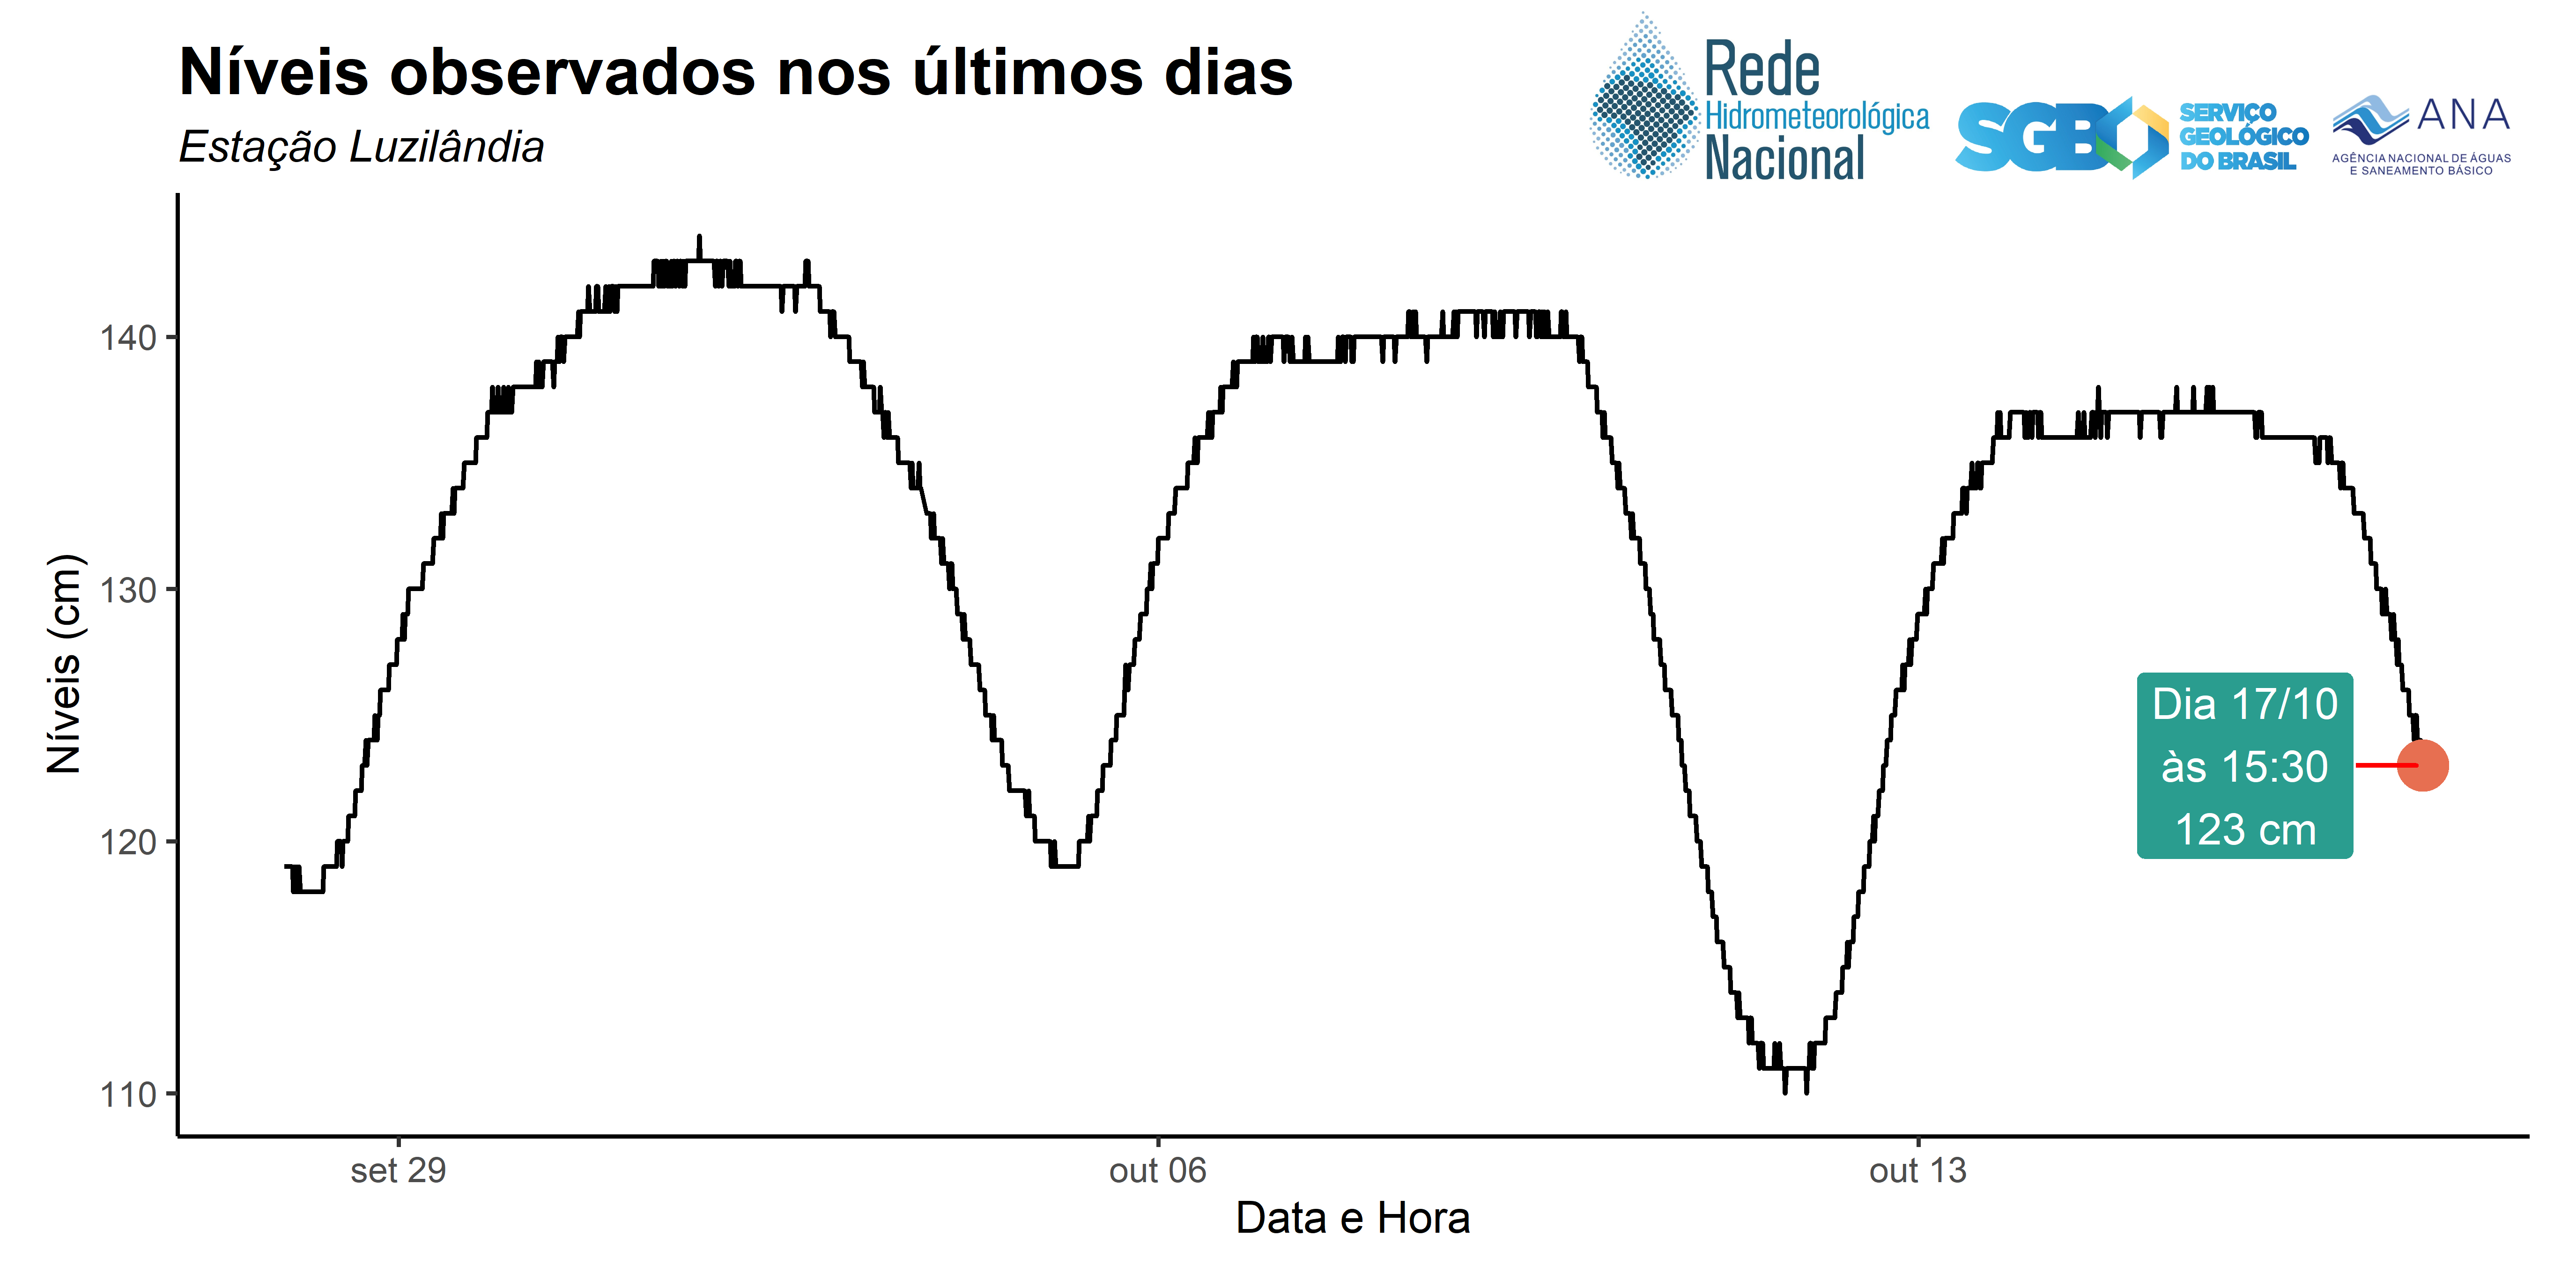 Níveis observados nos últimos dias
Estação Luzilândia
Rede
Hidrometeorológica
Nacional
SGB
SERVIÇO
GEOLÓGICO
DO BRASIL
ANA
AGÊNCIA NACIONAL DE ÁGUAS
E SANEAMENTO BÁSICO
Níveis (cm)
140
130
120
110
Dia 17/10
às 15:30
123 cm
set 29
out 06
out 13
Data e Hora